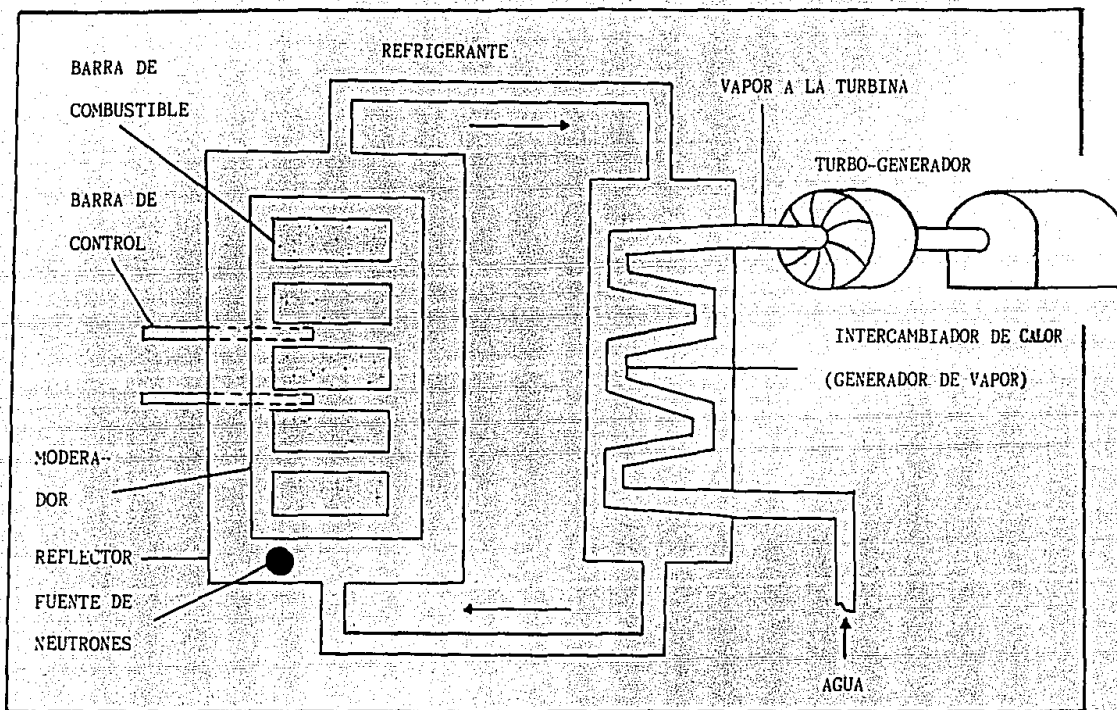 REFRIGERANTE
BARRA DE
COMBUSTIBLE
VAPOR A LA TURBINA
TURBO-GENERADOR
BARRA DE
CONTROL
INTERCAMBIADOR DE CALOR
(GENERADOR DE VAPOR)
MODERA-
DOR
REFLECTOR
FUENTE DE
NEUTRONES
AGUA